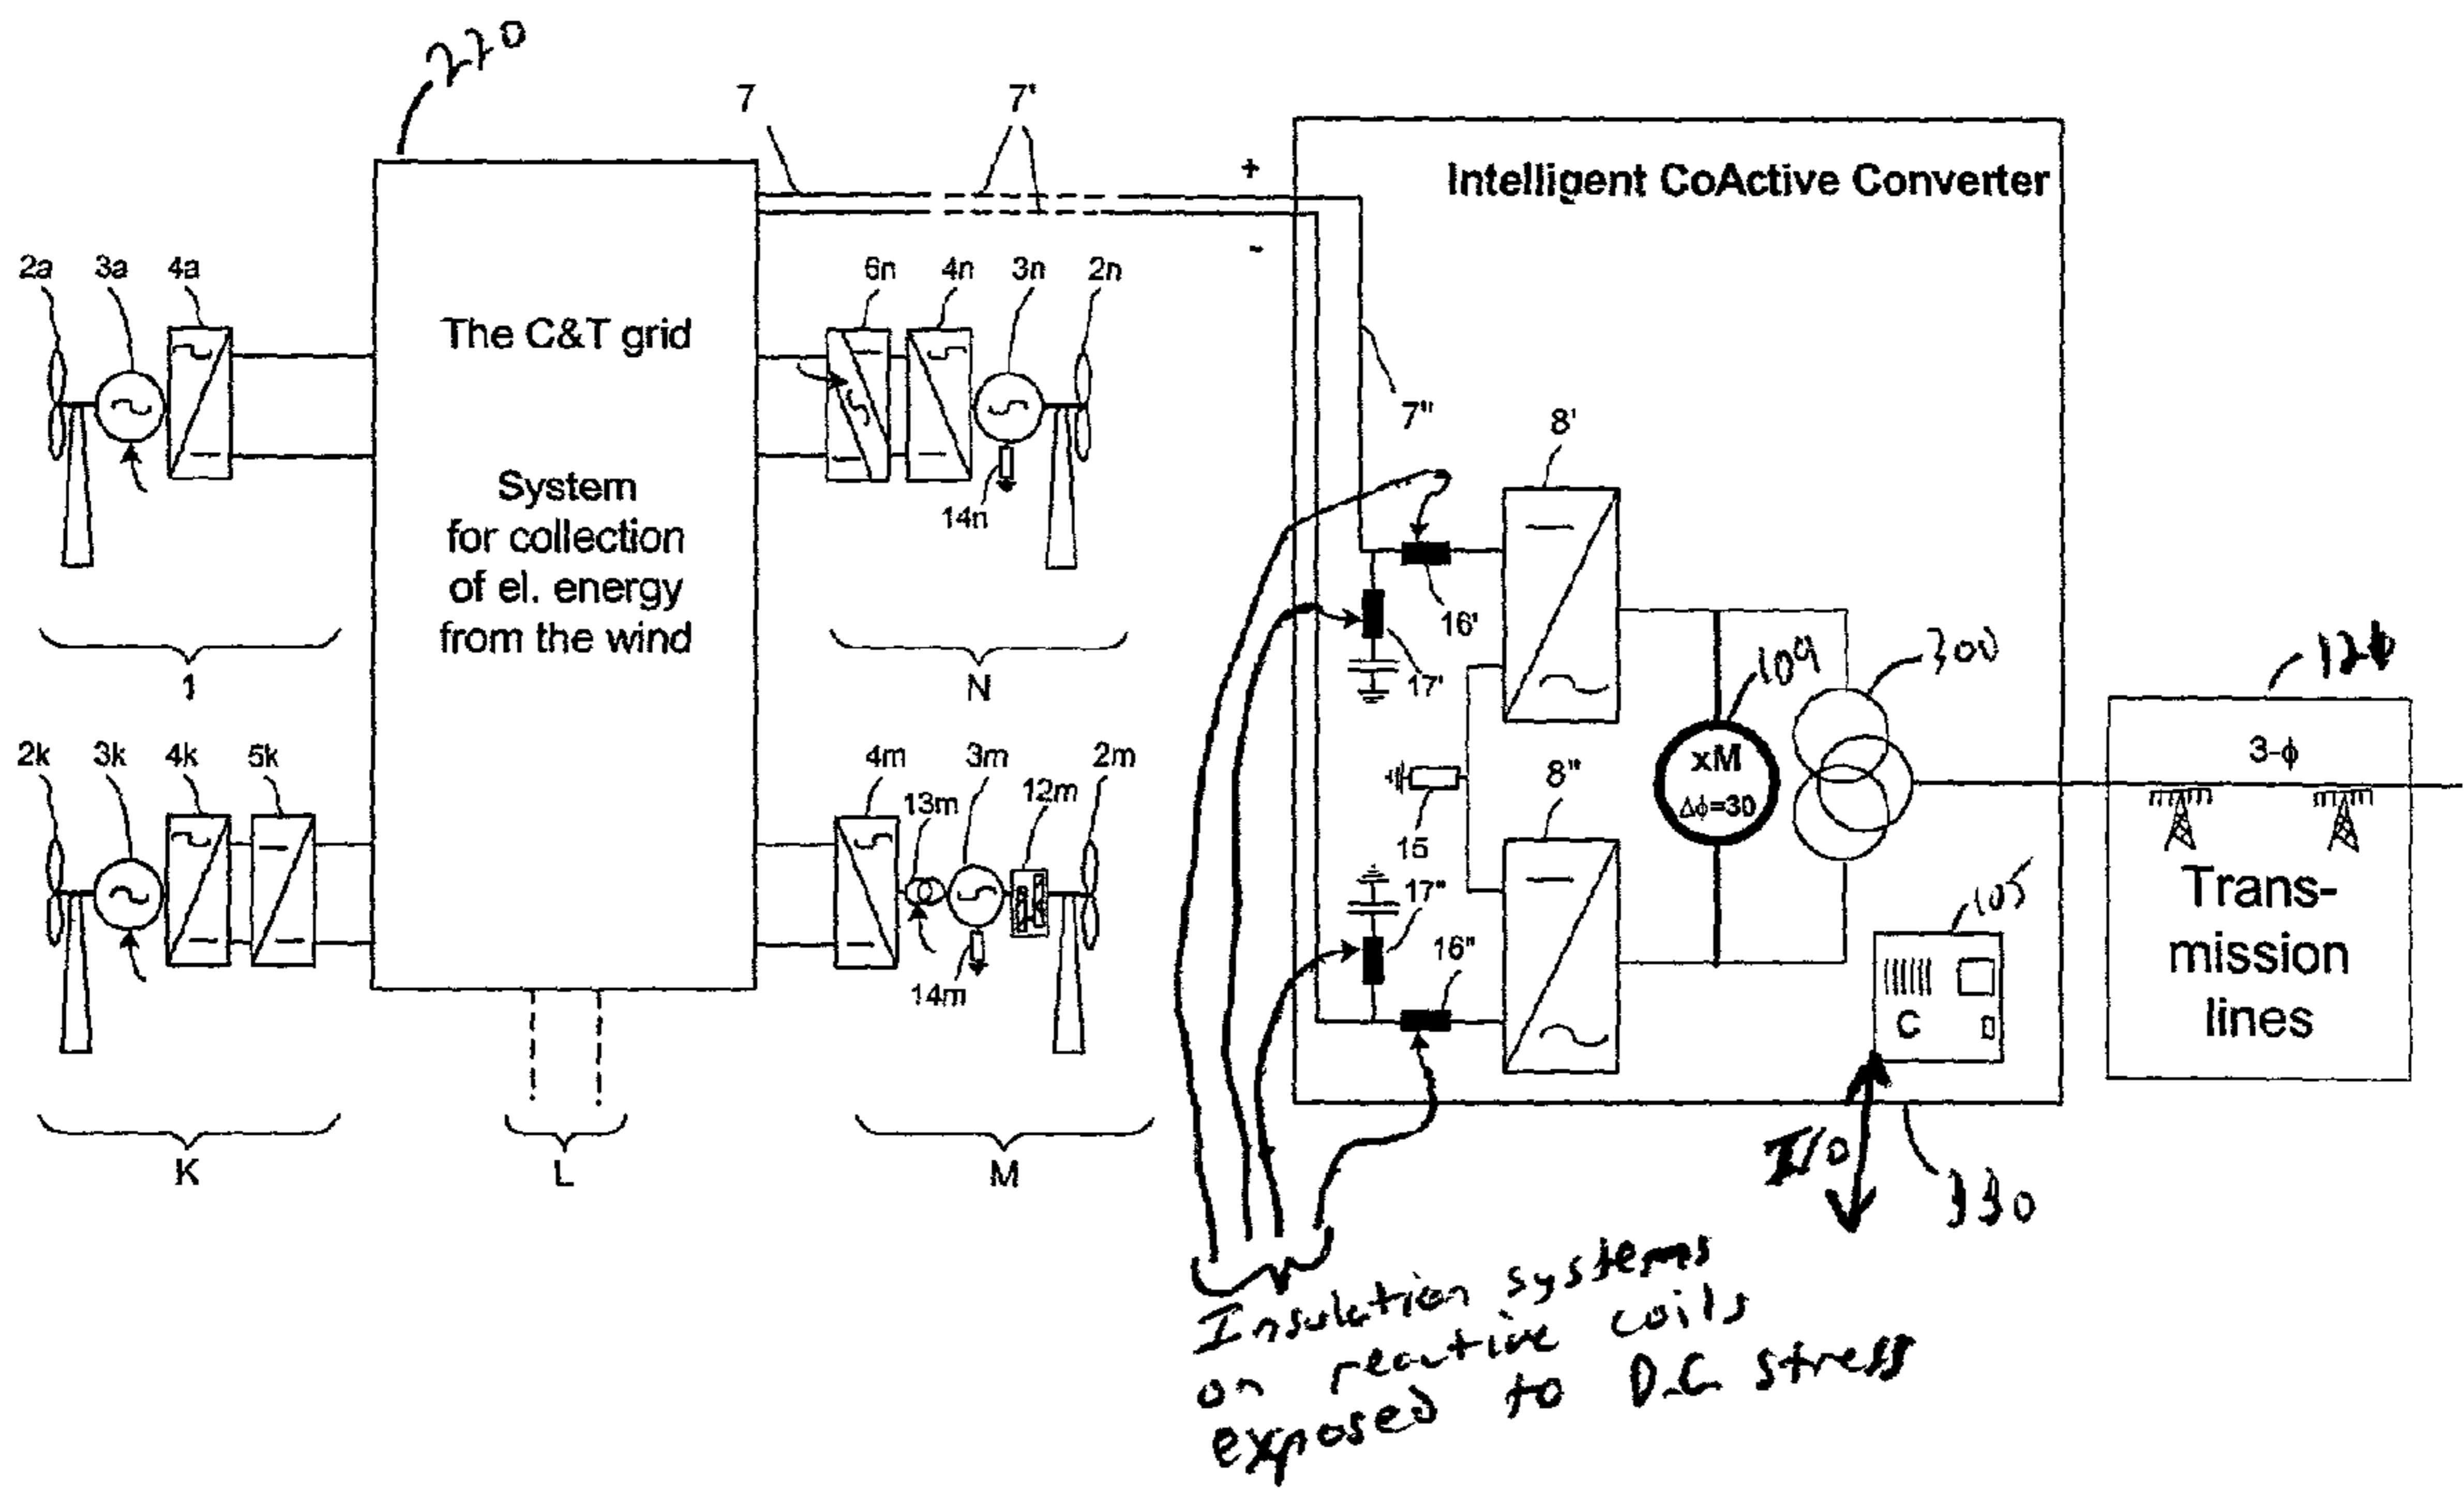 220
7
7'
+
-
Intelligent CoActive Converter
2a
3a
4a
The C&T grid
System
for collection
of el. energy
from the wind
6n
4n
3n
2n
14n
7"
8'
16'
17'
1
N
109
300
124
2k
3k
4k
5k
4m
13m
3m
12m
2m
14m
15
8"
xM
Δϕ=30
3-ϕ
17"
16"
105
C
Trans-
mission
lines
K
L
M
I/O
330
Insulation systems
on reactive coils
exposed to D.C. stress